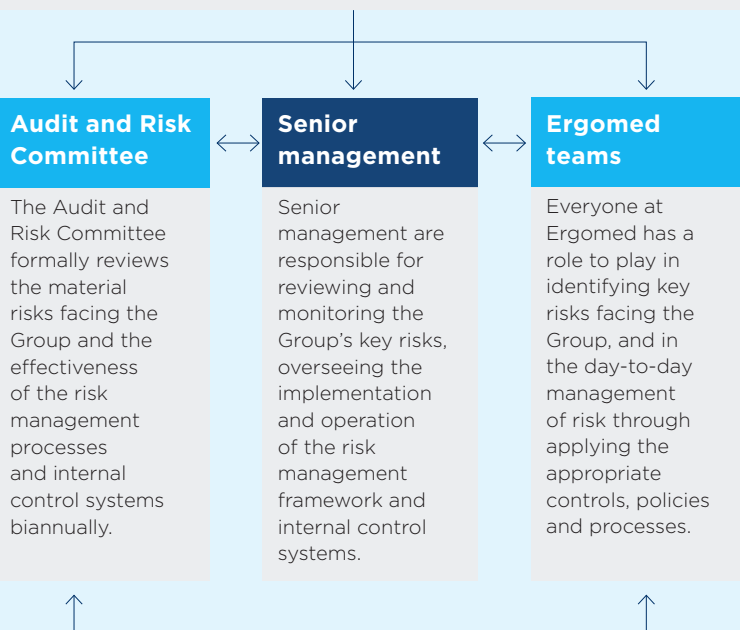 Audit and Risk
Committee
The Audit and
Risk Committee
formally reviews
the material
risks facing the
Group and the
effectiveness
of the risk
management
processes
and internal
control systems
biannually.
Senior
management
Senior
management are
responsible for
reviewing and
monitoring the
Group’s key risks,
overseeing the
implementation
and operation
of the risk
management
framework and
internal control
systems.
Ergomed
teams
Everyone at
Ergomed has a
role to play in
identifying key
risks facing the
Group, and in
the day-to-day
management
of risk through
applying the
appropriate
controls, policies
and processes.